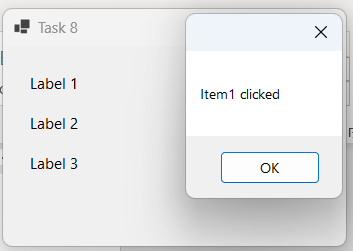 Task 8
Label 1
Label 2
Label 3
Item1 clicked
OK